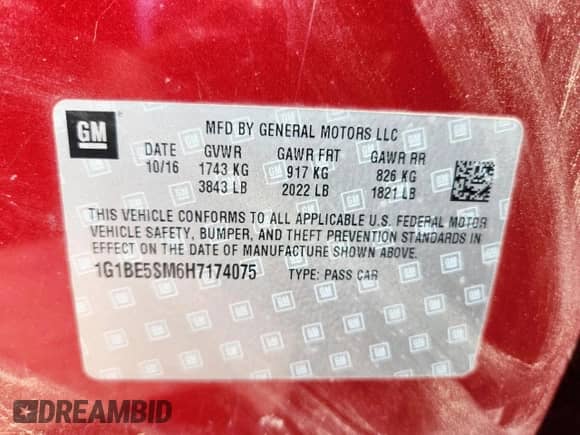 GM
MFD BY GENERAL MOTORS LLC
DATE GVWR GAWR FRT GAWR RR
10/16 1743 KG 917 KG 826 KG
3843 LB 2022 LB 1821 LB
THIS VEHICLE CONFORMS TO ALL APPLICABLE U.S. FEDERAL MOTOR
VEHICLE SAFETY, BUMPER, AND THEFT PREVENTION STANDARDS IN
EFFECT ON THE DATE OF MANUFACTURE SHOWN ABOVE.
1G1BE5SM6H7174075 TYPE: PASS CAR
DREAMBID